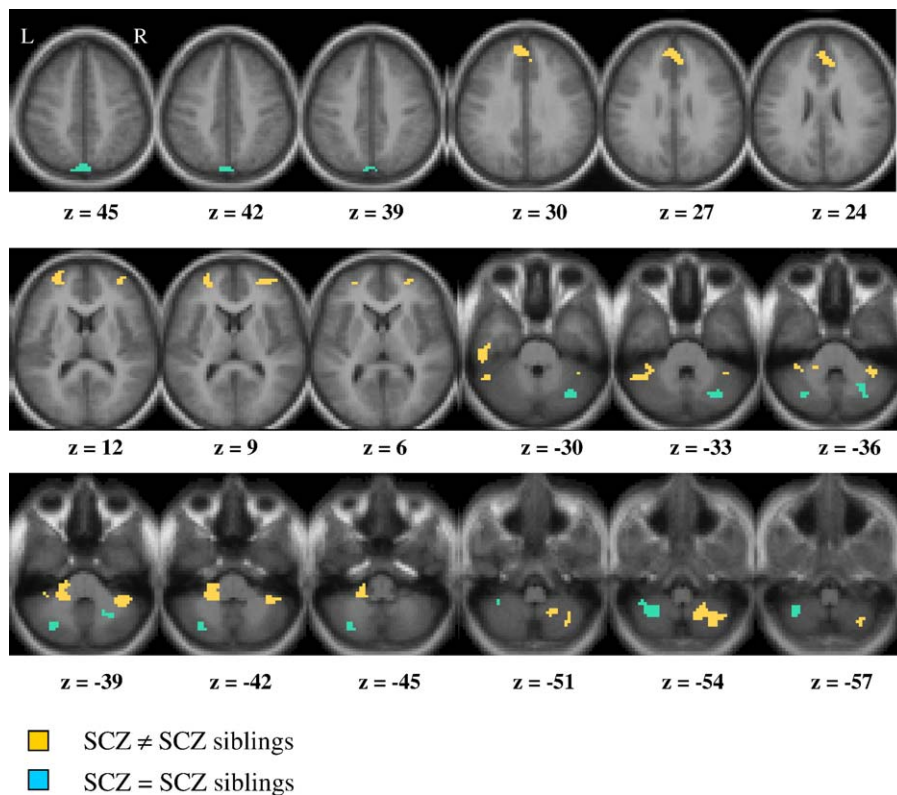 L R
z = 45 z = 42 z = 39 z = 30 z = 27 z = 24
z = 12 z = 9 z = 6 z = -30 z = -33 z = -36
z = -39 z = -42 z = -45 z = -51 z = -54 z = -57
SCZ ≠ SCZ siblings
SCZ = SCZ siblings